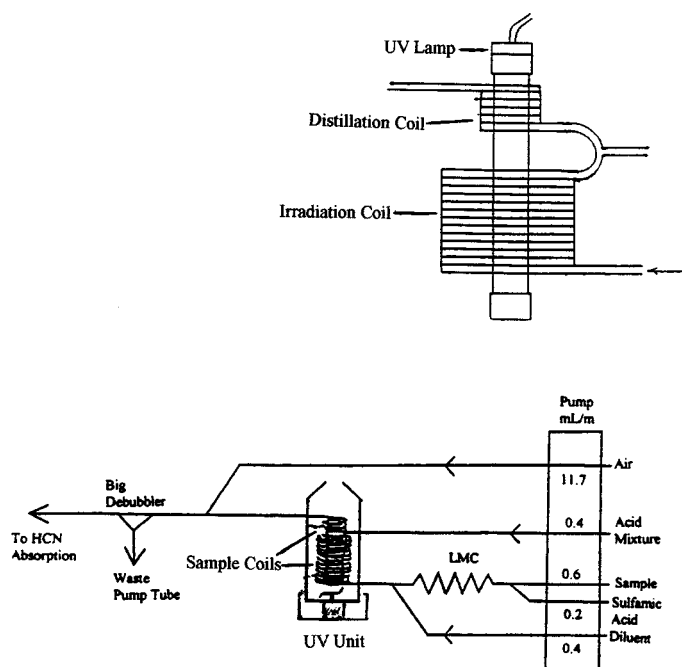 UV Lamp
Distillation Coil
Irradiation Coil
Pump
mL/m
Air
11.7
Big
Debubbler
0.4
Acid
Mixture
To HCN
Absorption
Sample Coils
LMC
0.6
Sample
Waste
Pump Tube
Sulfamic
Acid
0.2
Diluent
0.4
UV Unit